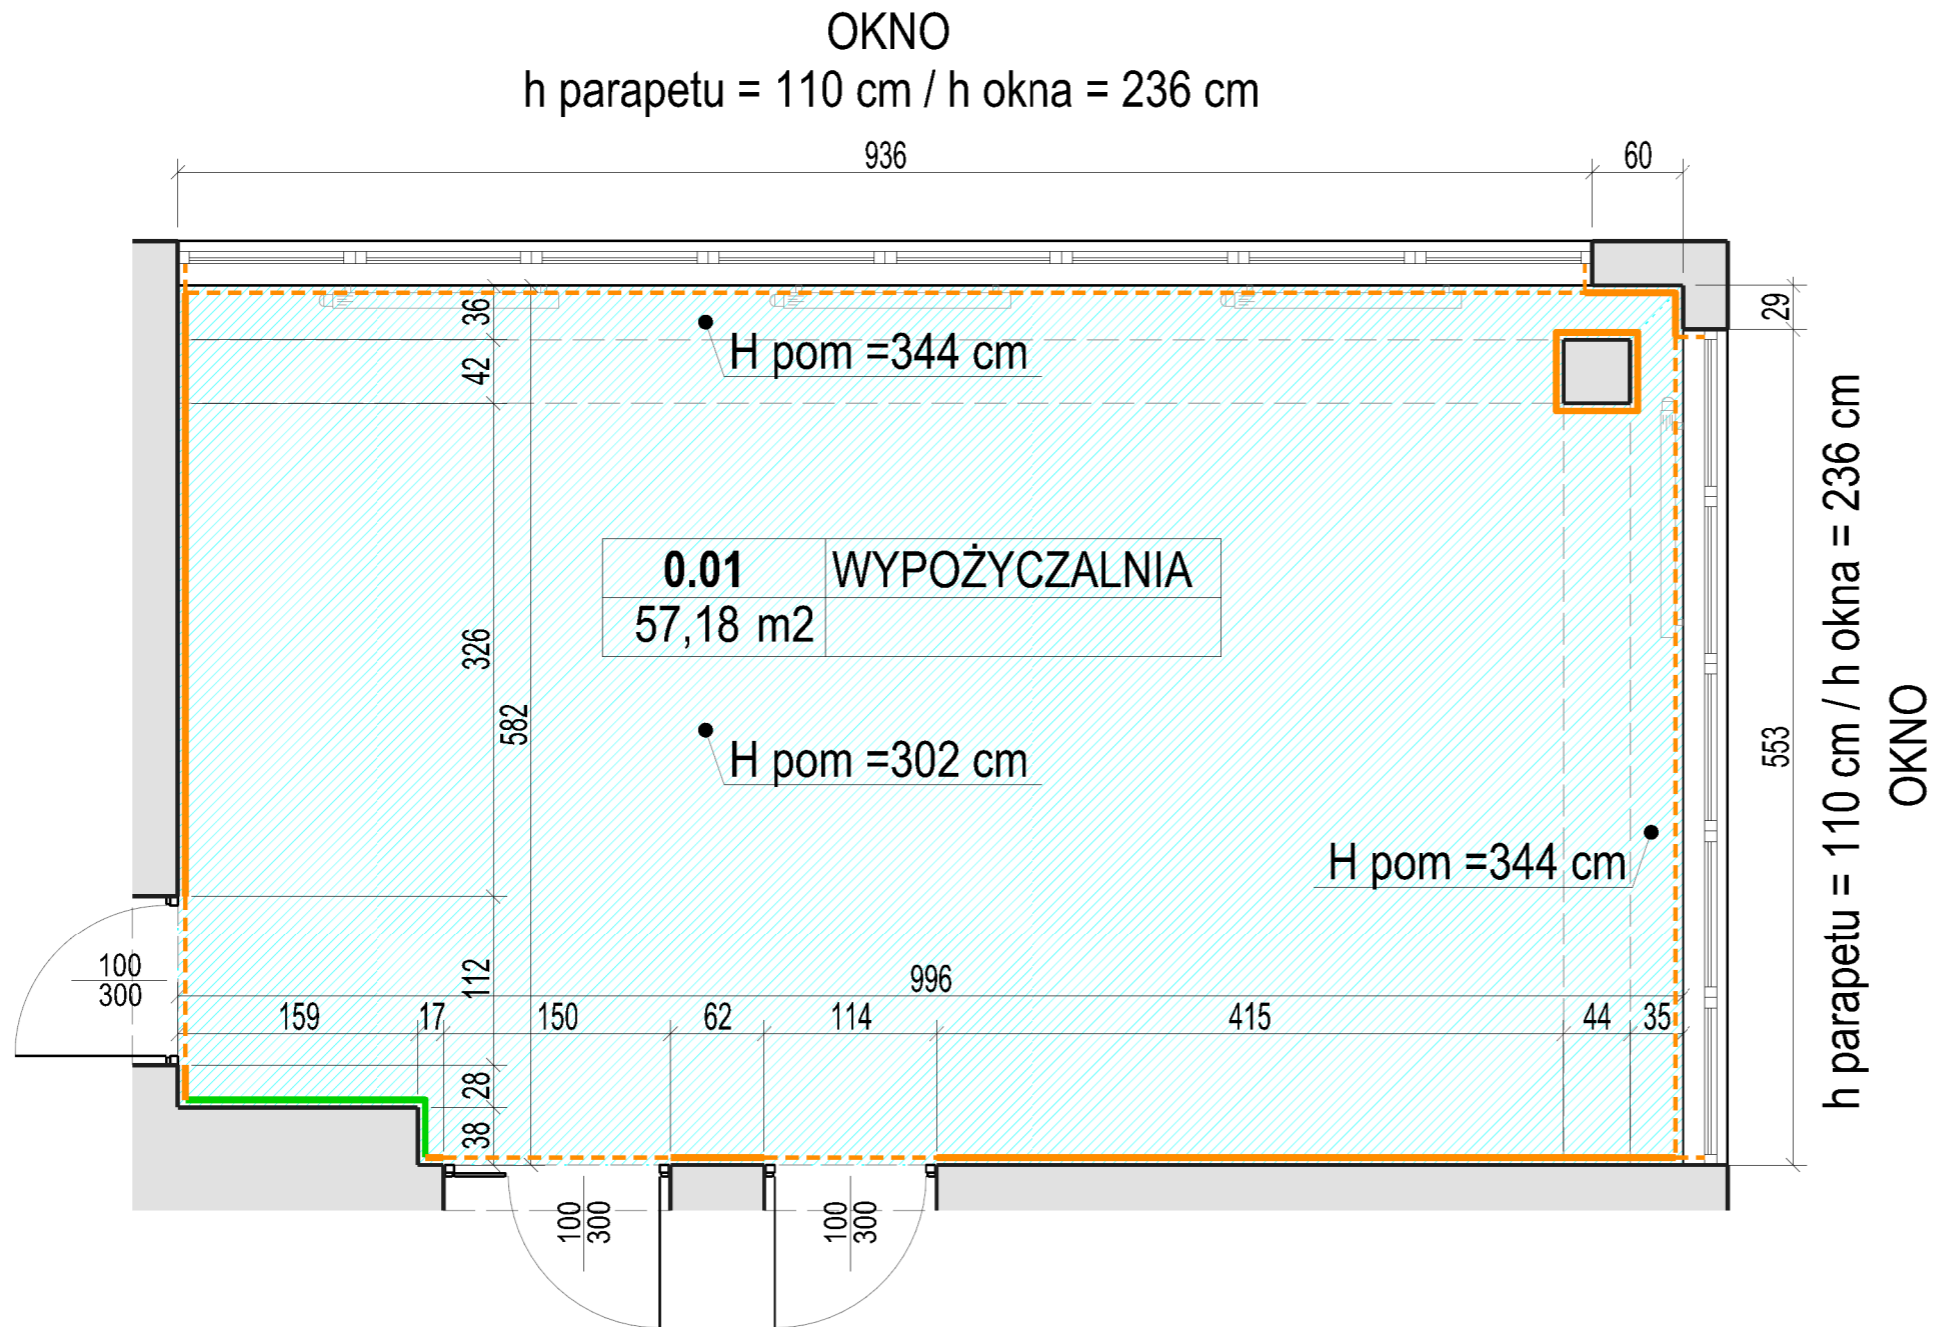 OKNO
h parapetu = 110 cm / h okna = 236 cm
936
60
29
36
H pom =344 cm
42
h parapetu = 110 cm / h okna = 236 cm
OKNO
0.01 WYPOŻYCZALNIA
57,18 m2
326
582
553
H pom =302 cm
H pom =344 cm
100
300
112
996
159
17
150
62
114
415
44
35
28
38
100
300
100
300